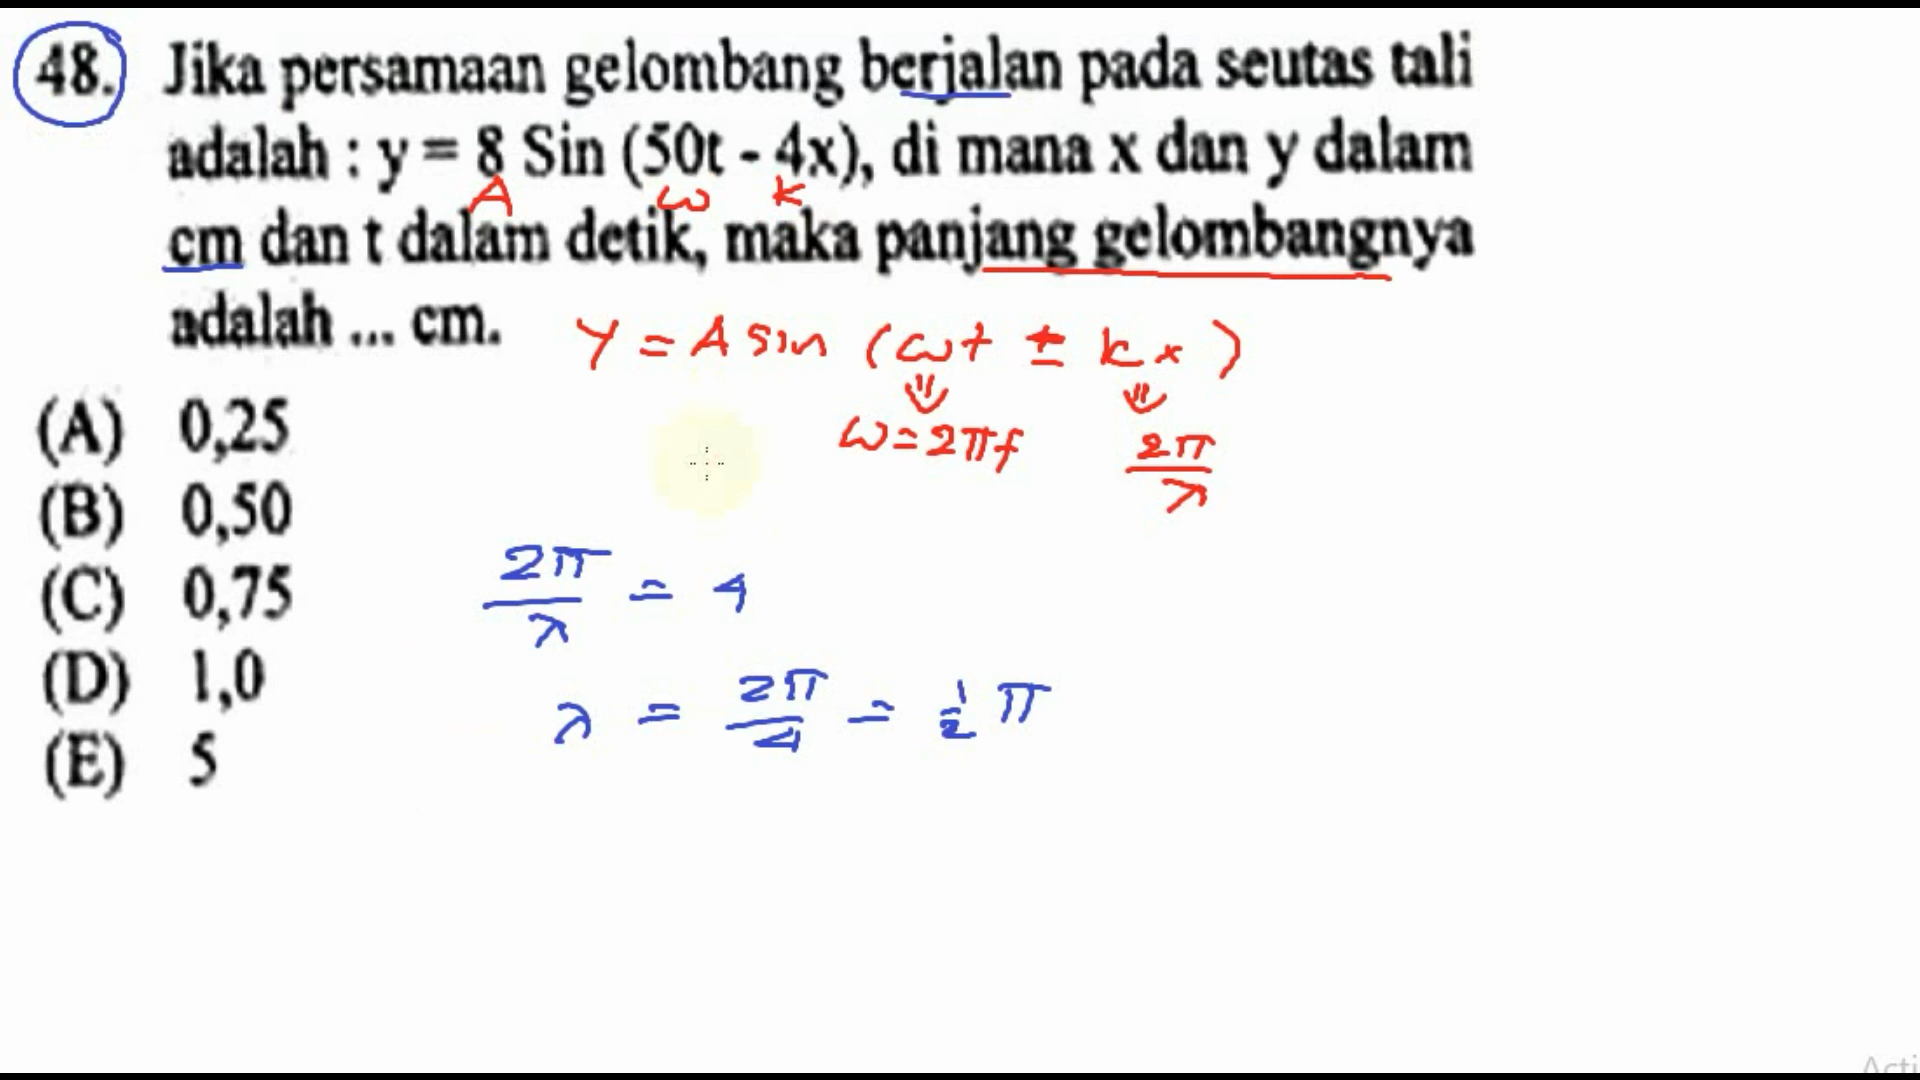 48. Jika persamaan gelombang berjalan pada seutas tali
adalah : y = 8 Sin (50t - 4x), di mana x dan y dalam
A ω k
cm dan t dalam detik, maka panjang gelombangnya
adalah ... cm.
y = A sin (ωt ± kx)
ω = 2πf
2π/λ
(A) 0,25
(B) 0,50
(C) 0,75
(D) 1,0
(E) 5
2π/λ = 4
λ = 2π/4 = 1/2 π
Acti